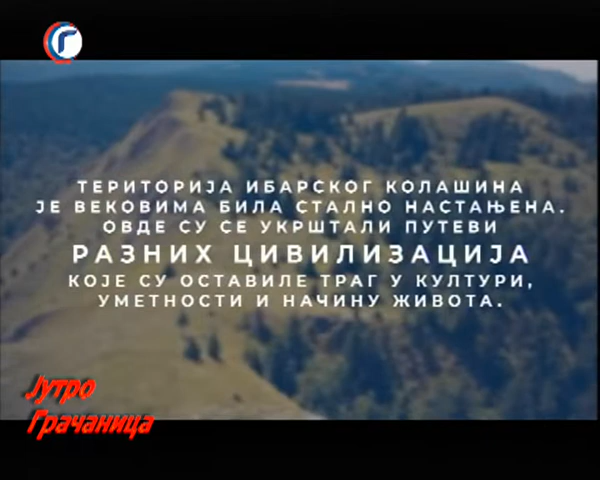 Г
ТЕРИТОРИЈА ИБАРСКОГ КОЛАШИНА
ЈЕ ВЕКОВИМА БИЛА СТАЛНО НАСТАЊЕНА.
ОВДЕ СУ СЕ УКРШТАЛИ ПУТЕВИ
РАЗНИХ ЦИВИЛИЗАЦИЈА
КОЈЕ СУ ОСТАВИЛЕ ТРАГ У КУЛТУРИ,
УМЕТНОСТИ И НАЧИНУ ЖИВОТА.
Јутро
Грачаница